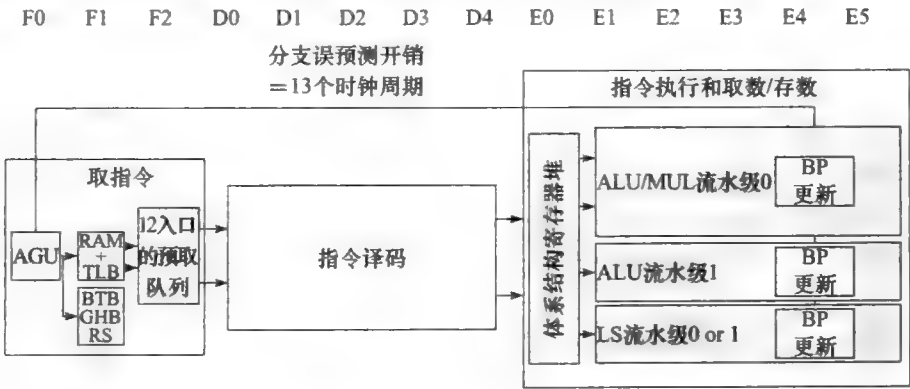 F0 F1 F2 D0 D1 D2 D3 D4 E0 E1 E2 E3 E4 E5
分支误预测开销
=13个时钟周期
指令执行和取数/存数
取指令
AGU
RAM
+
TLB
BTB
GHB
RS
12入口
的预取
队列
指令译码
体系结构寄存器堆
ALU/MUL流水级0
BP
更新
ALU流水级1
BP
更新
LS流水级0 or 1
BP
更新